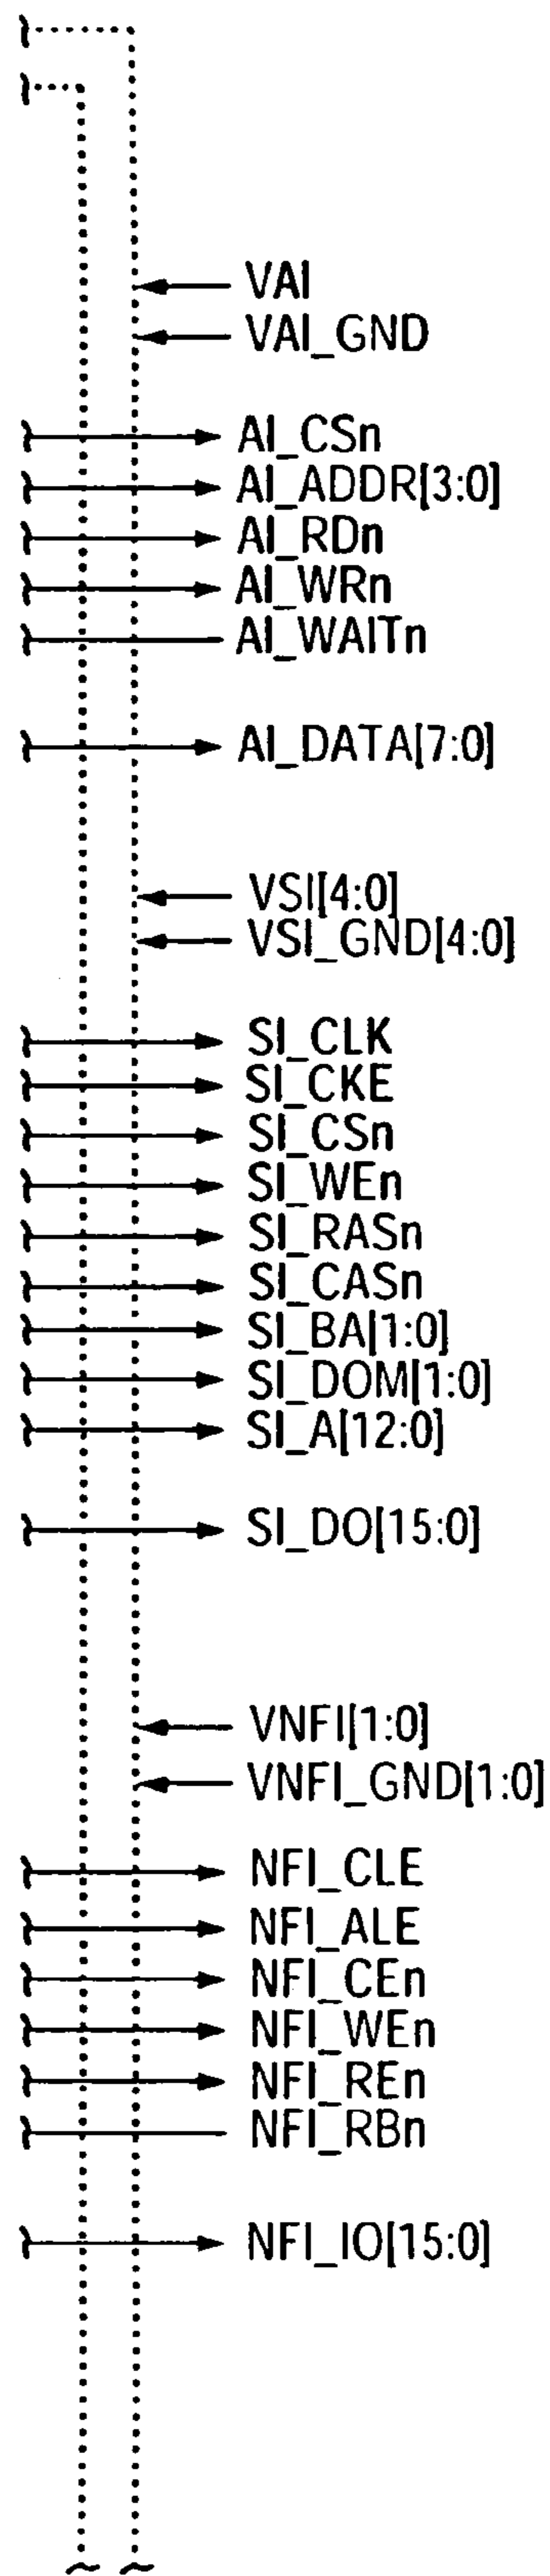 VAI
VAI_GND
AI_CSn
AI_ADDR[3:0]
AI_RDn
AI_WRn
AI_WAITn
AI_DATA[7:0]
VSI[4:0]
VSI_GND[4:0]
SI_CLK
SI_CKE
SI_CSn
SI_WEn
SI_RASn
SI_CASn
SI_BA[1:0]
SI_DOM[1:0]
SI_A[12:0]
SI_DO[15:0]
VNFI[1:0]
VNFI_GND[1:0]
NFI_CLE
NFI_ALE
NFI_CEn
NFI_WEn
NFI_REn
NFI_RBn
NFI_IO[15:0]